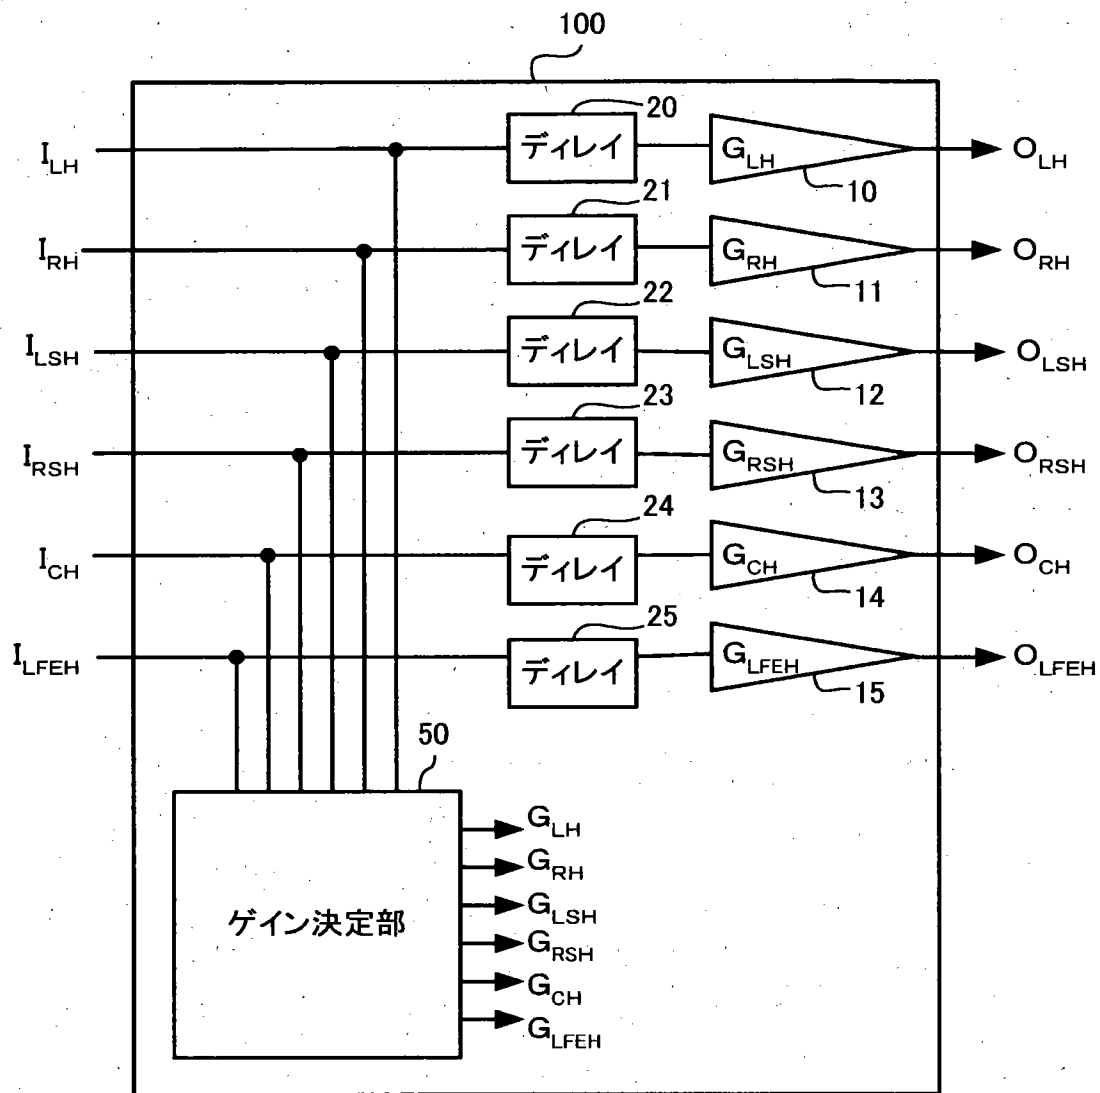 100
I_LH ディレイ 20 G_LH 10 O_LH
I_RH ディレイ 21 G_RH 11 O_RH
I_LSH ディレイ 22 G_LSH 12 O_LSH
I_RSH ディレイ 23 G_RSH 13 O_RSH
I_CH ディレイ 24 G_CH 14 O_CH
I_LFEH ディレイ 25 G_LFEH 15 O_LFEH
50
ゲイン決定部
G_LH
G_RH
G_LSH
G_RSH
G_CH
G_LFEH